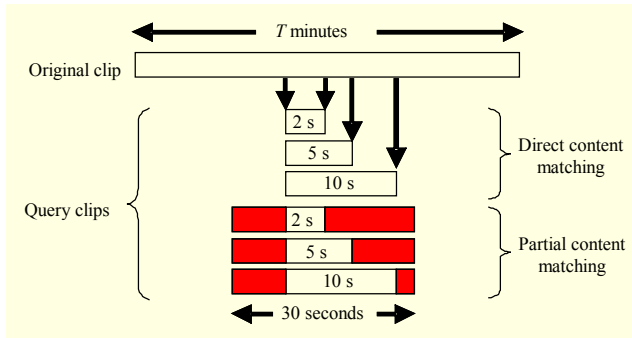 T minutes
Original clip
2 s
5 s
10 s
Direct content
matching
Query clips
2 s
5 s
10 s
Partial content
matching
30 seconds